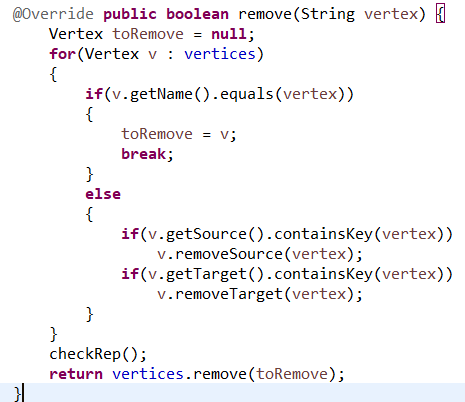 @Override public boolean remove(String vertex) {
    Vertex toRemove = null;
    for(Vertex v : vertices)
    {
        if(v.getName().equals(vertex))
        {
            toRemove = v;
            break;
        }
        else
        {
            if(v.getSource().containsKey(vertex))
                v.removeSource(vertex);
            if(v.getTarget().containsKey(vertex))
                v.removeTarget(vertex);
        }
    }
    checkRep();
    return vertices.remove(toRemove);
}